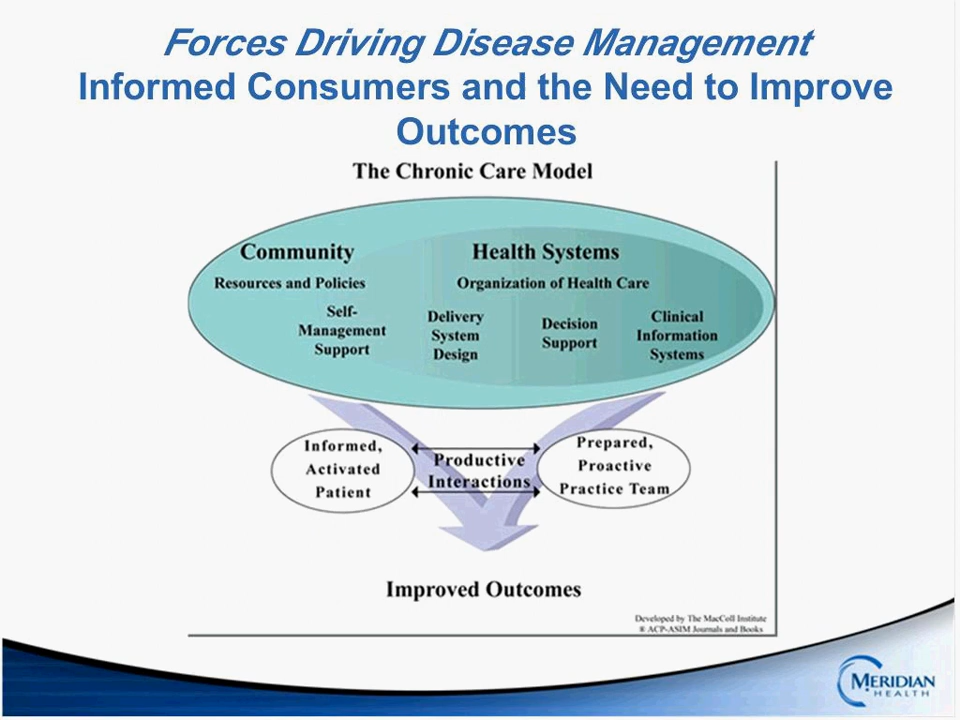 Forces Driving Disease Management
Informed Consumers and the Need to Improve
Outcomes
The Chronic Care Model
Community
Health Systems
Resources and Policies
Organization of Health Care
Self-
Management
Support
Delivery
System
Design
Decision
Support
Clinical
Information
Systems
Informed,
Activated
Patient
Productive
Interactions
Prepared,
Proactive
Practice Team
Improved Outcomes
Developed by The MacColl Institute
® ACP-ASIM Journals and Books
MERIDIAN
HEALTH